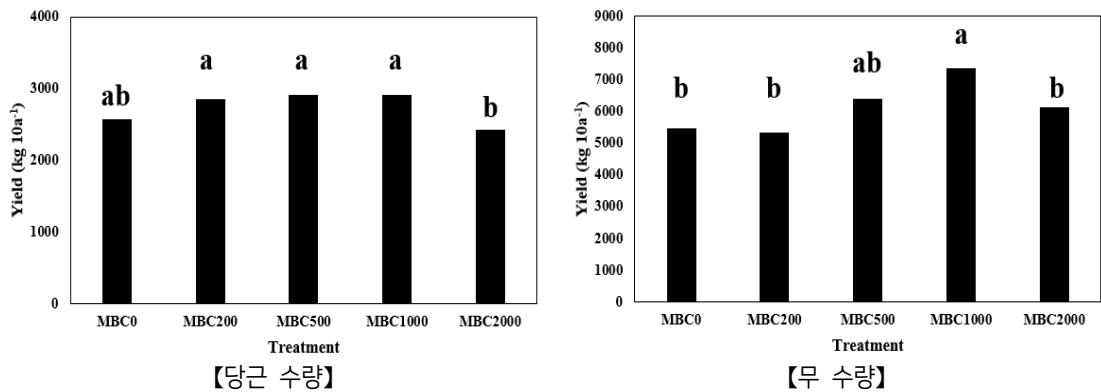 4000
3000
2000
1000
0
Yield (kg 10a⁻¹)
ab
a
a
a
b
MBC0 MBC200 MBC500 MBC1000 MBC2000
Treatment
【당근 수량】
9000
8000
7000
6000
5000
4000
3000
2000
1000
0
Yield (kg 10a⁻¹)
b
b
ab
a
b
MBC0 MBC200 MBC500 MBC1000 MBC2000
Treatment
【무 수량】